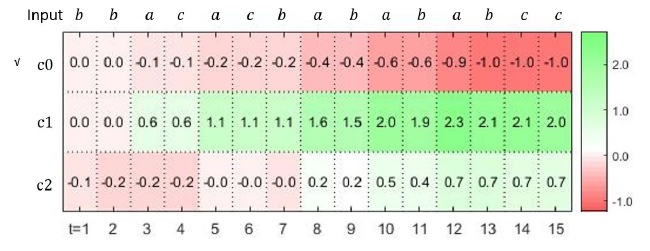 Input b b a c a c b a b a b a b c c
√ c0 0.0 0.0 -0.1 -0.1 -0.2 -0.2 -0.2 -0.4 -0.4 -0.6 -0.6 -0.9 -1.0 -1.0 -1.0
c1 0.0 0.0 0.6 0.6 1.1 1.1 1.1 1.6 1.5 2.0 1.9 2.3 2.1 2.1 2.0
c2 -0.1 -0.2 -0.2 -0.2 -0.0 -0.0 -0.0 0.2 0.2 0.5 0.4 0.7 0.7 0.7 0.7
t=1 2 3 4 5 6 7 8 9 10 11 12 13 14 15
2.0
1.0
0.0
-1.0